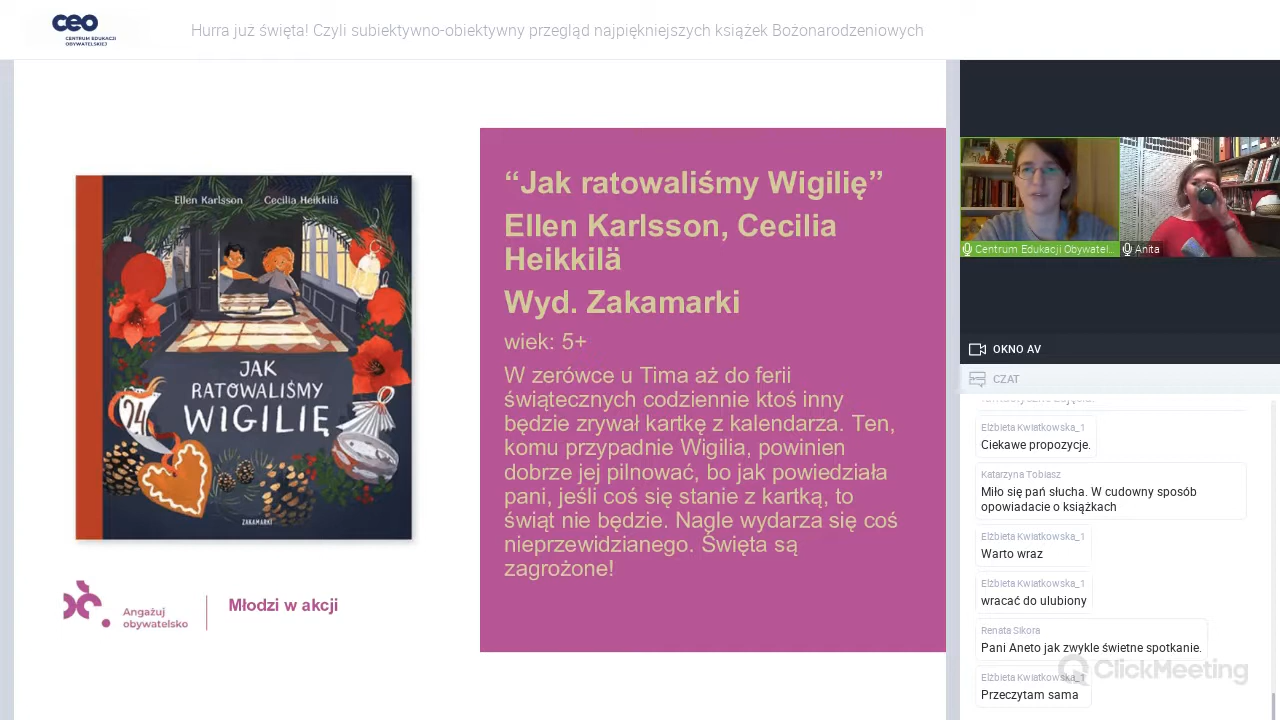 ceo
CENTRUM EDUKACJI
OBYWATELSKIEJ
Hurra już święta! Czyli subiektywno-obiektywny przegląd najpiękniejszych książek Bożonarodzeniowych
Ellen Karlsson Cecilia Heikkilä
JAK
RATOWALIŚMY
WIGILIĘ
24
ZAKAMARKI
Angażuj
obywatelsko
Młodzi w akcji
“Jak ratowaliśmy Wigilię”
Ellen Karlsson, Cecilia
Heikkilä
Wyd. Zakamarki
wiek: 5+
W zerówce u Tima aż do ferii
świątecznych codziennie ktoś inny
będzie zrywał kartkę z kalendarza. Ten,
komu przypadnie Wigilia, powinien
dobrze jej pilnować, bo jak powiedziała
pani, jeśli coś się stanie z kartką, to
świąt nie będzie. Nagle wydarza się coś
nieprzewidzianego. Święta są
zagrożone!
Centrum Edukacji Obywatel...
Anita
OKNO AV
CZAT
Elżbieta Kwiatkowska_1
Ciekawe propozycje.
Katarzyna Tobiasz
Miło się pań słucha. W cudowny sposób
opowiadacie o książkach
Elżbieta Kwiatkowska_1
Warto wraz
Elżbieta Kwiatkowska_1
wracać do ulubiony
Renata Sikora
Pani Aneto jak zwykle świetne spotkanie.
Elżbieta Kwiatkowska_1
Przeczytam sama
ClickMeeting